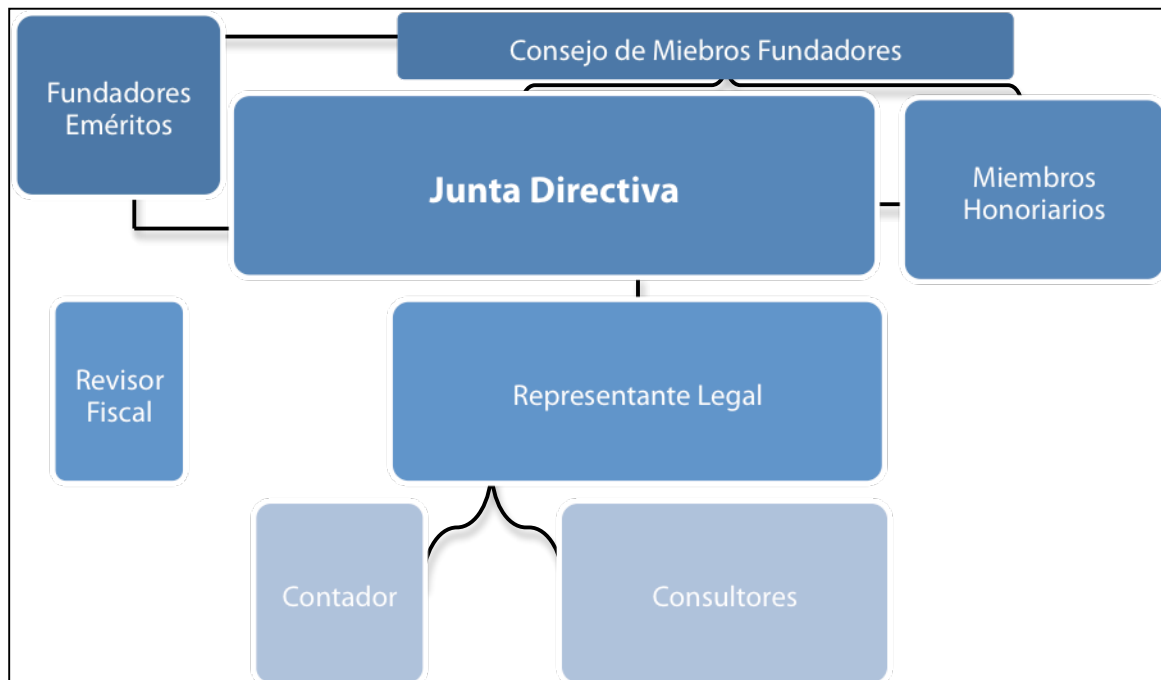 Consejo de Miebros Fundadores
Fundadores
Eméritos
Junta Directiva
Miembros
Honoriarios
Revisor
Fiscal
Representante Legal
Contador
Consultores